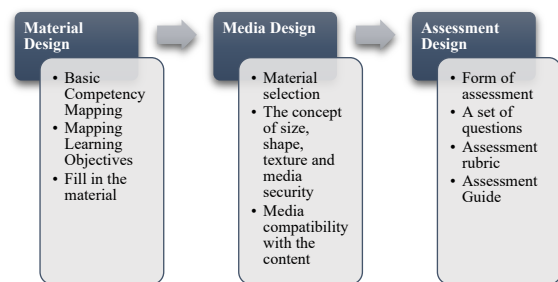 Material
Design
• Basic
Competency
Mapping
• Mapping
Learning
Objectives
• Fill in the
material
Media Design
• Material
selection
• The concept
of size,
shape,
texture and
media
security
• Media
compatibility
with the
content
Assessment
Design
• Form of
assessment
• A set of
questions
• Assessment
rubric
• Assessment
Guide